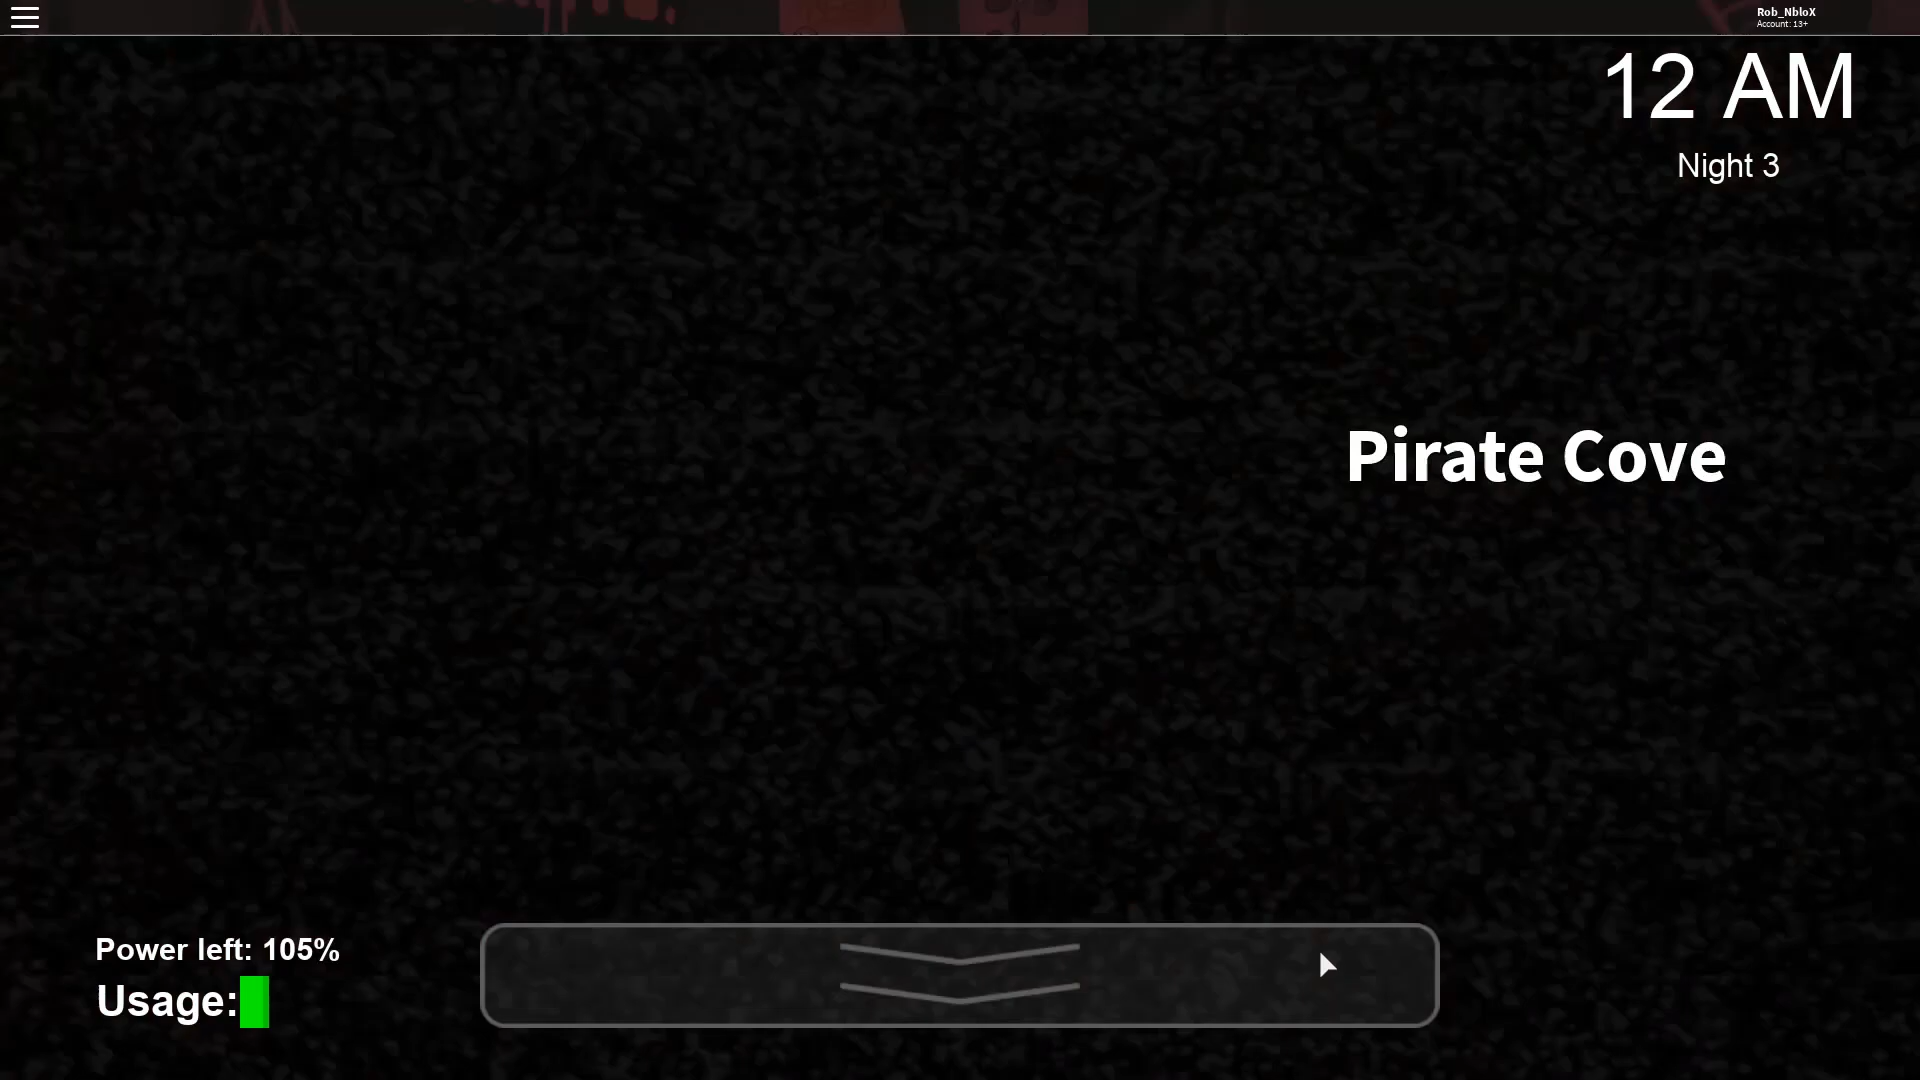 Rob_NbloX
Account: 13+
12 AM
Night 3
Pirate Cove
Power left: 105%
Usage: